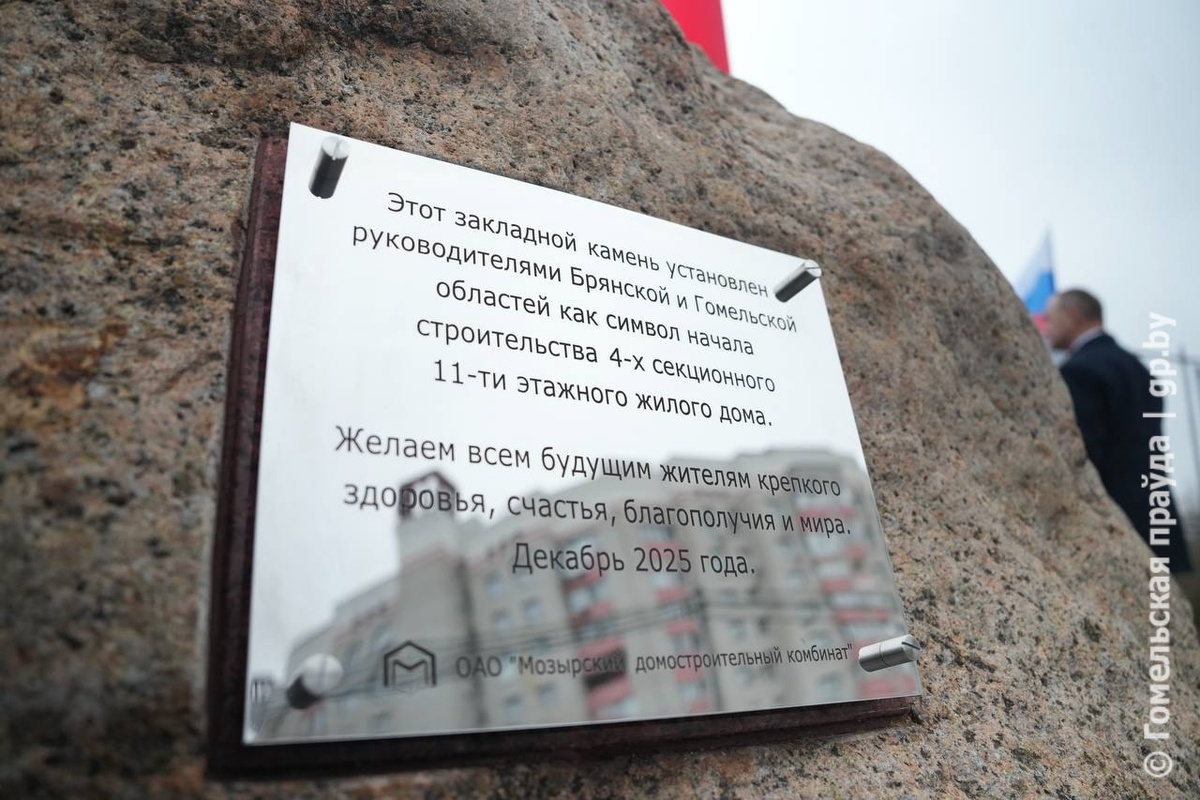 Этот закладной камень установлен
руководителями Брянской и Гомельской
областей как символ начала
строительства 4-х секционного
11-ти этажного жилого дома.
Желаем всем будущим жителям крепкого
здоровья, счастья, благополучия и мира.
Декабрь 2025 года.
ОАО "Мозырский домостроительный комбинат"
© Гомельская праўда | gp.by